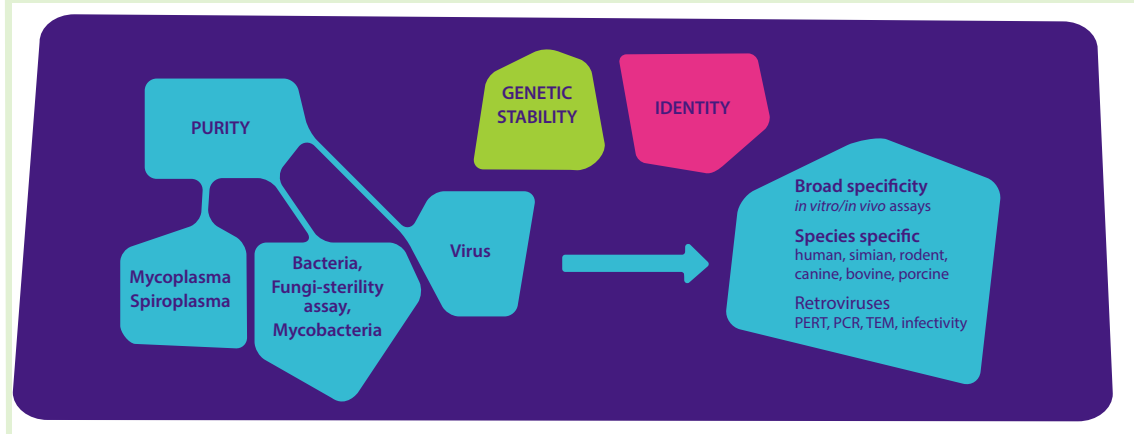 PURITY
GENETIC
STABILITY
IDENTITY
Mycoplasma
Spiroplasma
Bacteria,
Fungi-sterility
assay,
Mycobacteria
Virus
Broad specificity
in vitro/in vivo assays
Species specific
human, simian, rodent,
canine, bovine, porcine
Retroviruses
PERT, PCR, TEM, infectivity